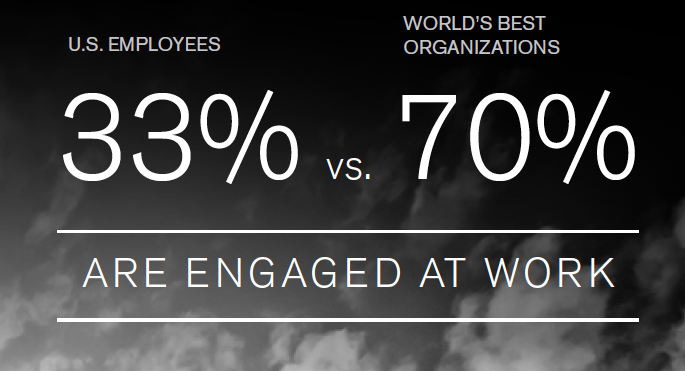 U.S. EMPLOYEES
WORLD'S BEST
ORGANIZATIONS
33% vs. 70%
ARE ENGAGED AT WORK